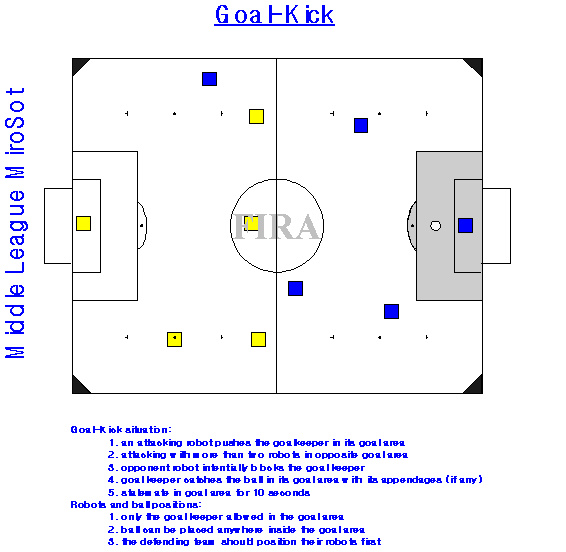 Goal-Kick
Middle League MiroSot
FIRA
Goal-Kick situation:
1. an attacking robot pushes the goalkeeper in its goal area
2. attacking with more than two robots in opposite goal area
3. opponent robot intentially blocks the goalkeeper
4. goalkeeper catches the ball in its goal area with its appendages (if any)
5. stalemate in goal area for 10 seconds
Robots and ball positions:
1. only the goalkeeper allowed in the goal area
2. ball can be placed anywhere inside the goal area
3. the defending team should position their robots first